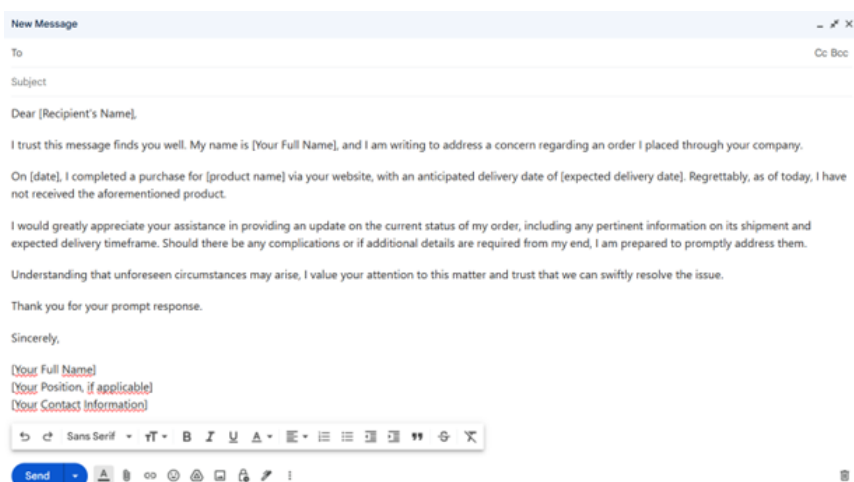 New Message
To
Cc Bcc
Subject
Dear [Recipient's Name],
I trust this message finds you well. My name is [Your Full Name], and I am writing to address a concern regarding an order I placed through your company.
On [date], I completed a purchase for [product name] via your website, with an anticipated delivery date of [expected delivery date]. Regrettably, as of today, I have
not received the aforementioned product.
I would greatly appreciate your assistance in providing an update on the current status of my order, including any pertinent information on its shipment and
expected delivery timeframe. Should there be any complications or if additional details are required from my end, I am prepared to promptly address them.
Understanding that unforeseen circumstances may arise, I value your attention to this matter and trust that we can swiftly resolve the issue.
Thank you for your prompt response.
Sincerely,
[Your Full Name]
[Your Position, if applicable]
[Your Contact Information]
Sans Serif
Send